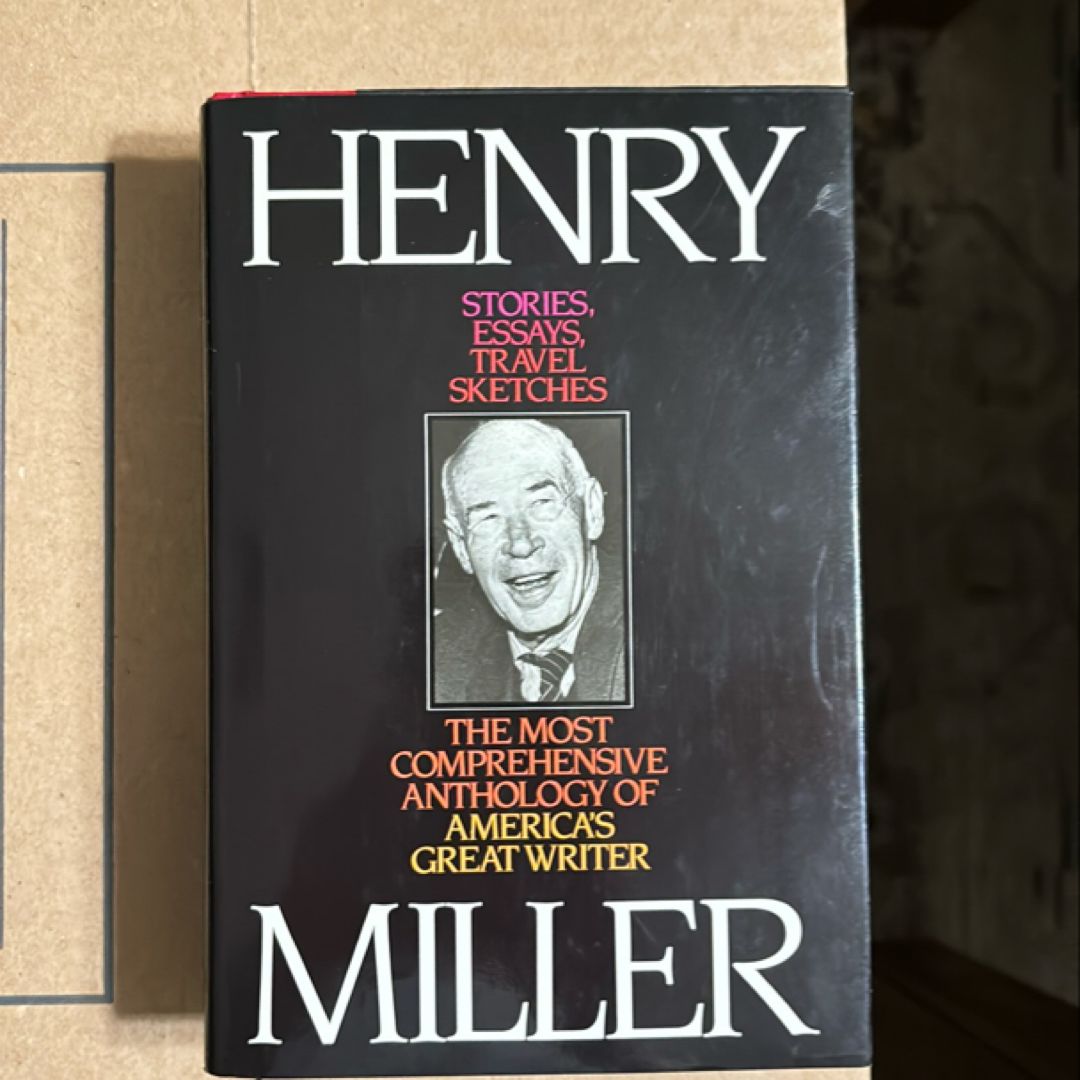 HENRY
STORIES,
ESSAYS,
TRAVEL
SKETCHES
THE MOST
COMPREHENSIVE
ANTHOLOGY OF
AMERICA'S
GREAT WRITER
MILLER